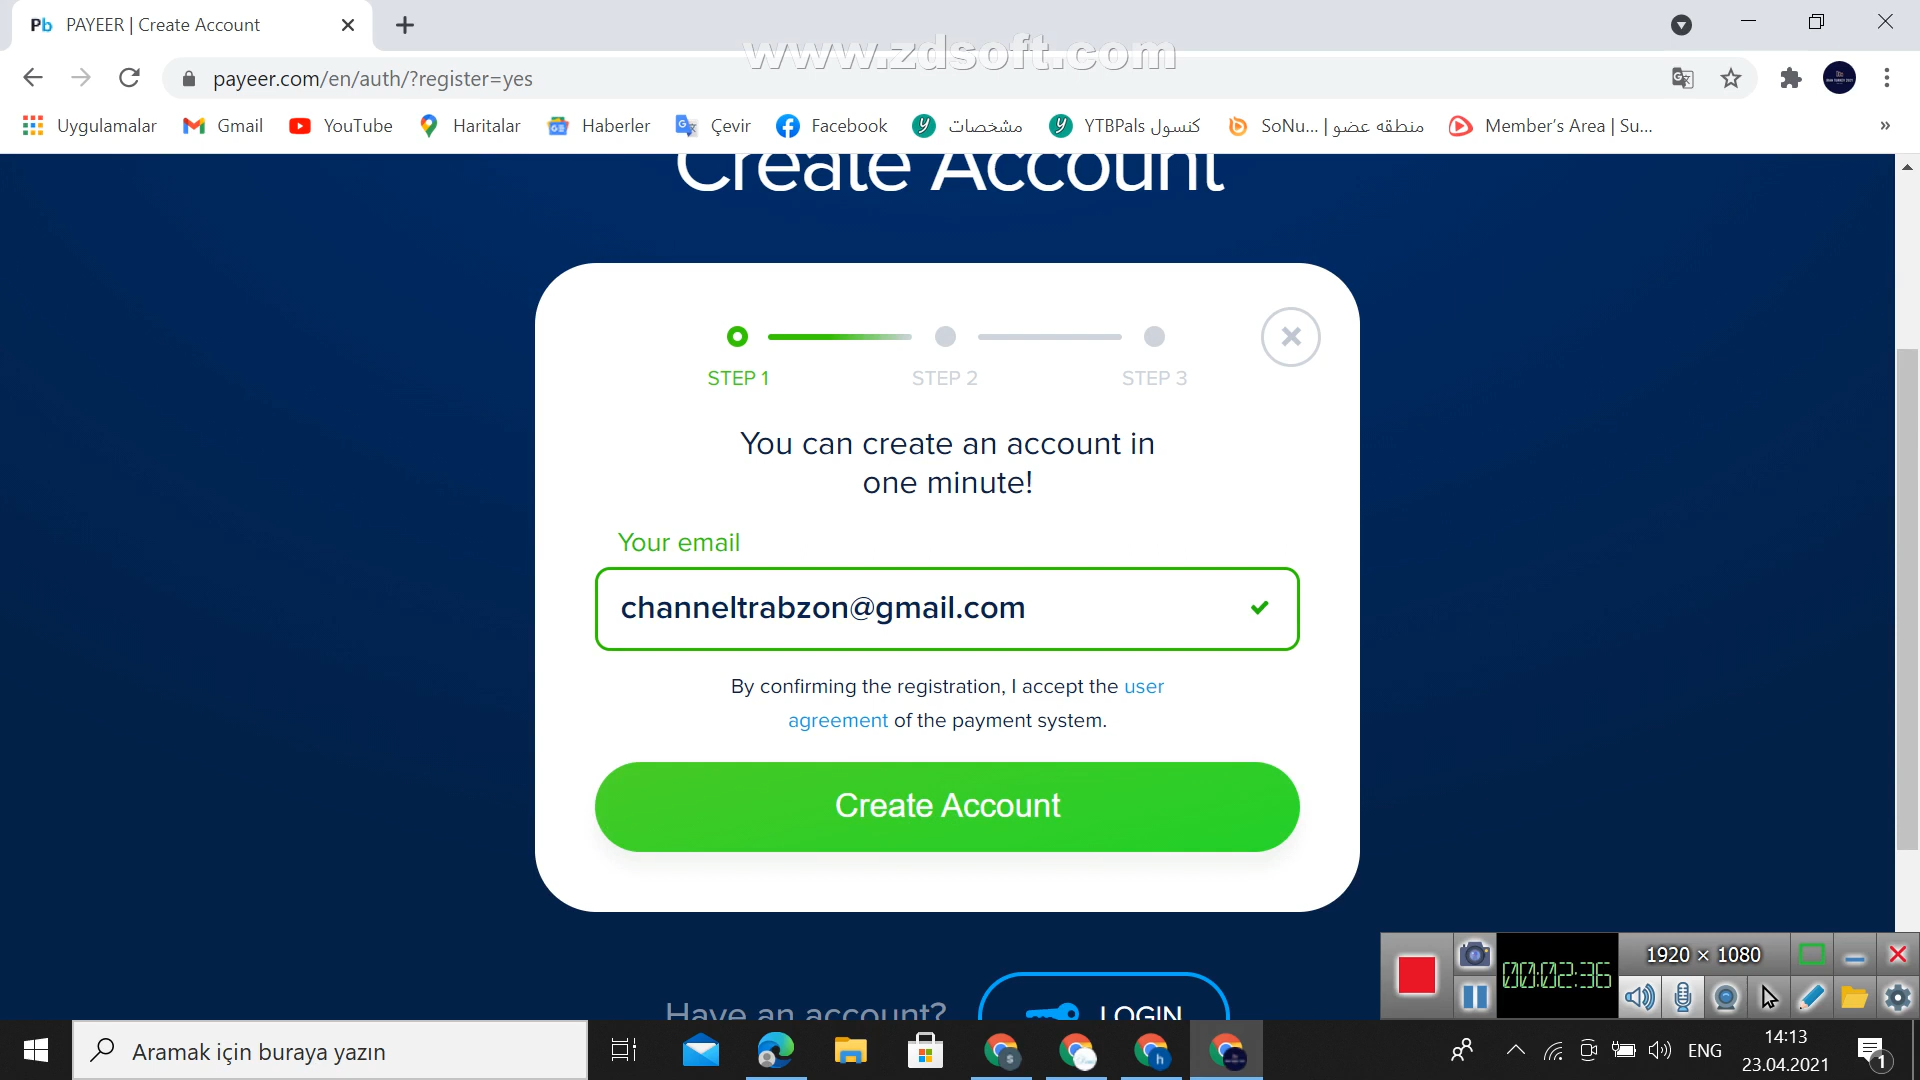 PAYEER | Create Account
www.zdsoft.com
payeer.com/en/auth/?register=yes
Uygulamalar
Gmail
YouTube
Haritalar
Haberler
Çevir
Facebook
مشخصات
YTBPals کنسول
SoNu... | منطقه عضو
Member's Area | Su...
Create Account
STEP 1
STEP 2
STEP 3
You can create an account in
one minute!
Your email
channeltrabzon@gmail.com
By confirming the registration, I accept the user
agreement of the payment system.
Create Account
Have an account?
LOGIN
00:02:36
1920 × 1080
Aramak için buraya yazın
ENG
14:13
23.04.2021
1